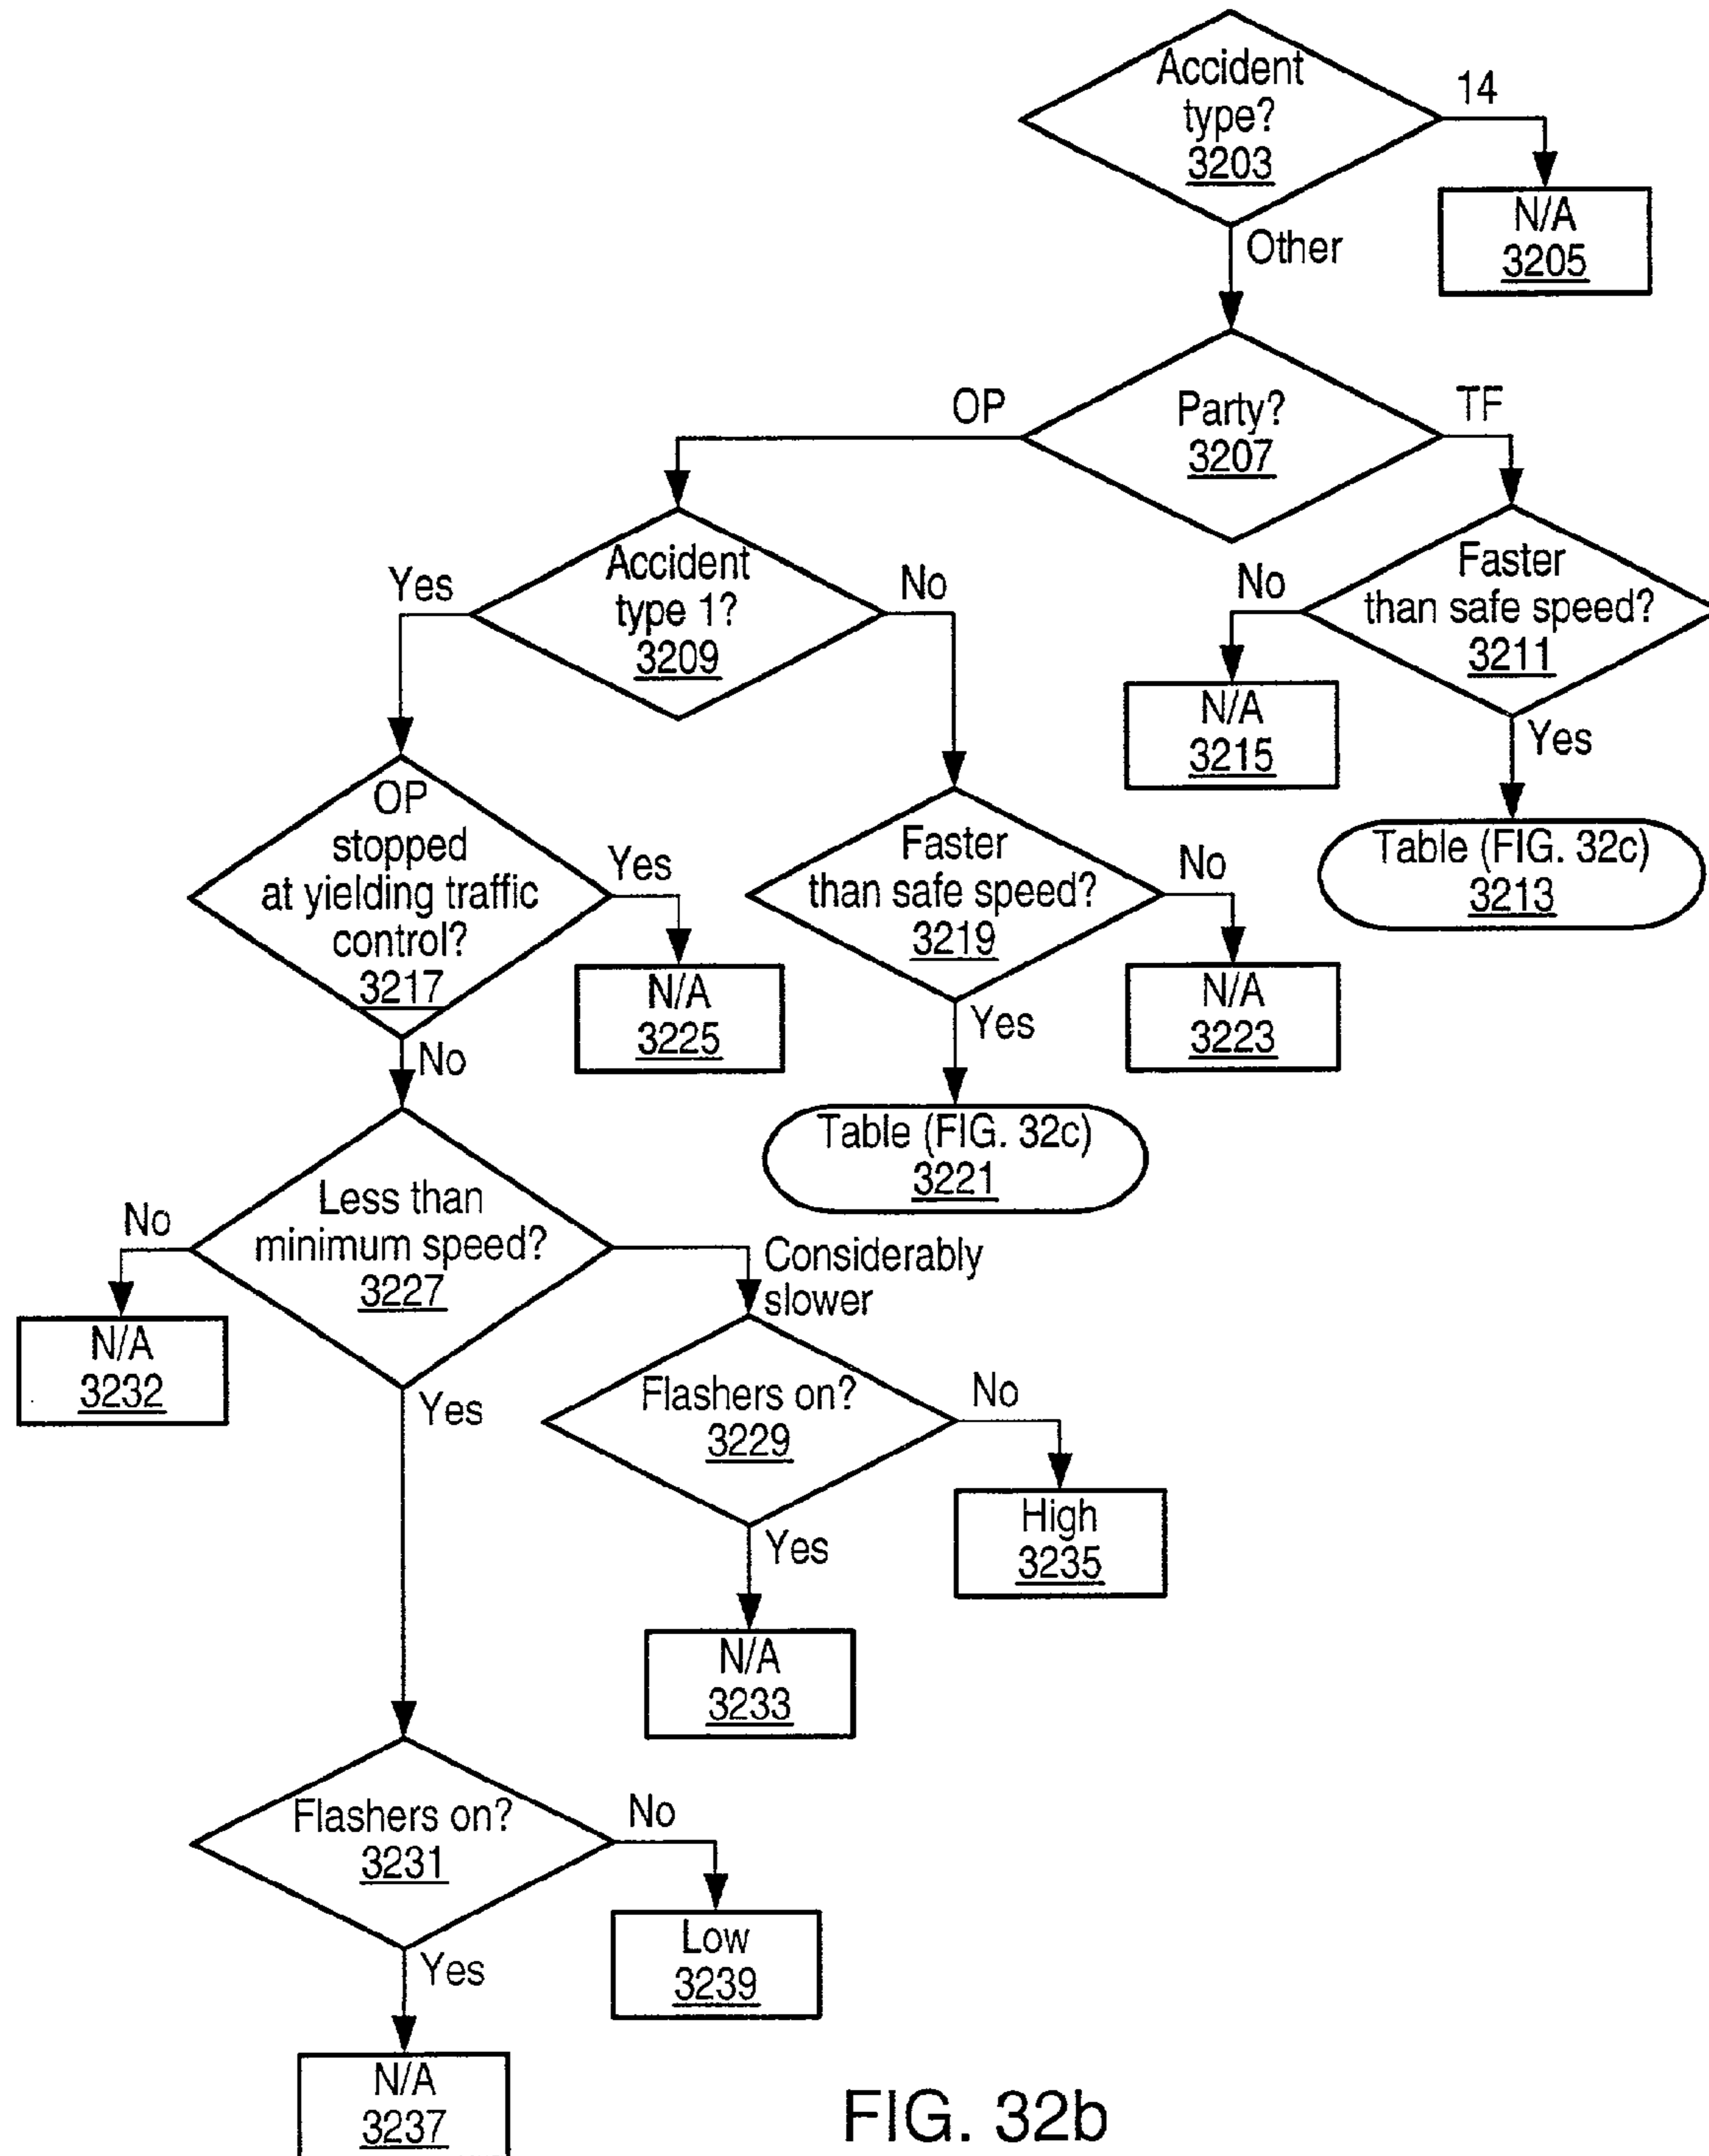 Accident
type?
3203
14
N/A
3205
Other
Party?
3207
OP
TF
Accident
type 1?
3209
Yes
No
Faster
than safe speed?
3211
No
N/A
3215
Yes
Table (FIG. 32c)
3213
OP
stopped
at yielding traffic
control?
3217
Yes
N/A
3225
No
Faster
than safe speed?
3219
No
N/A
3223
Yes
Table (FIG. 32c)
3221
Less than
minimum speed?
3227
No
N/A
3232
Considerably
slower
Yes
Flashers on?
3229
No
High
3235
Yes
N/A
3233
Flashers on?
3231
No
Low
3239
Yes
N/A
3237
FIG. 32b